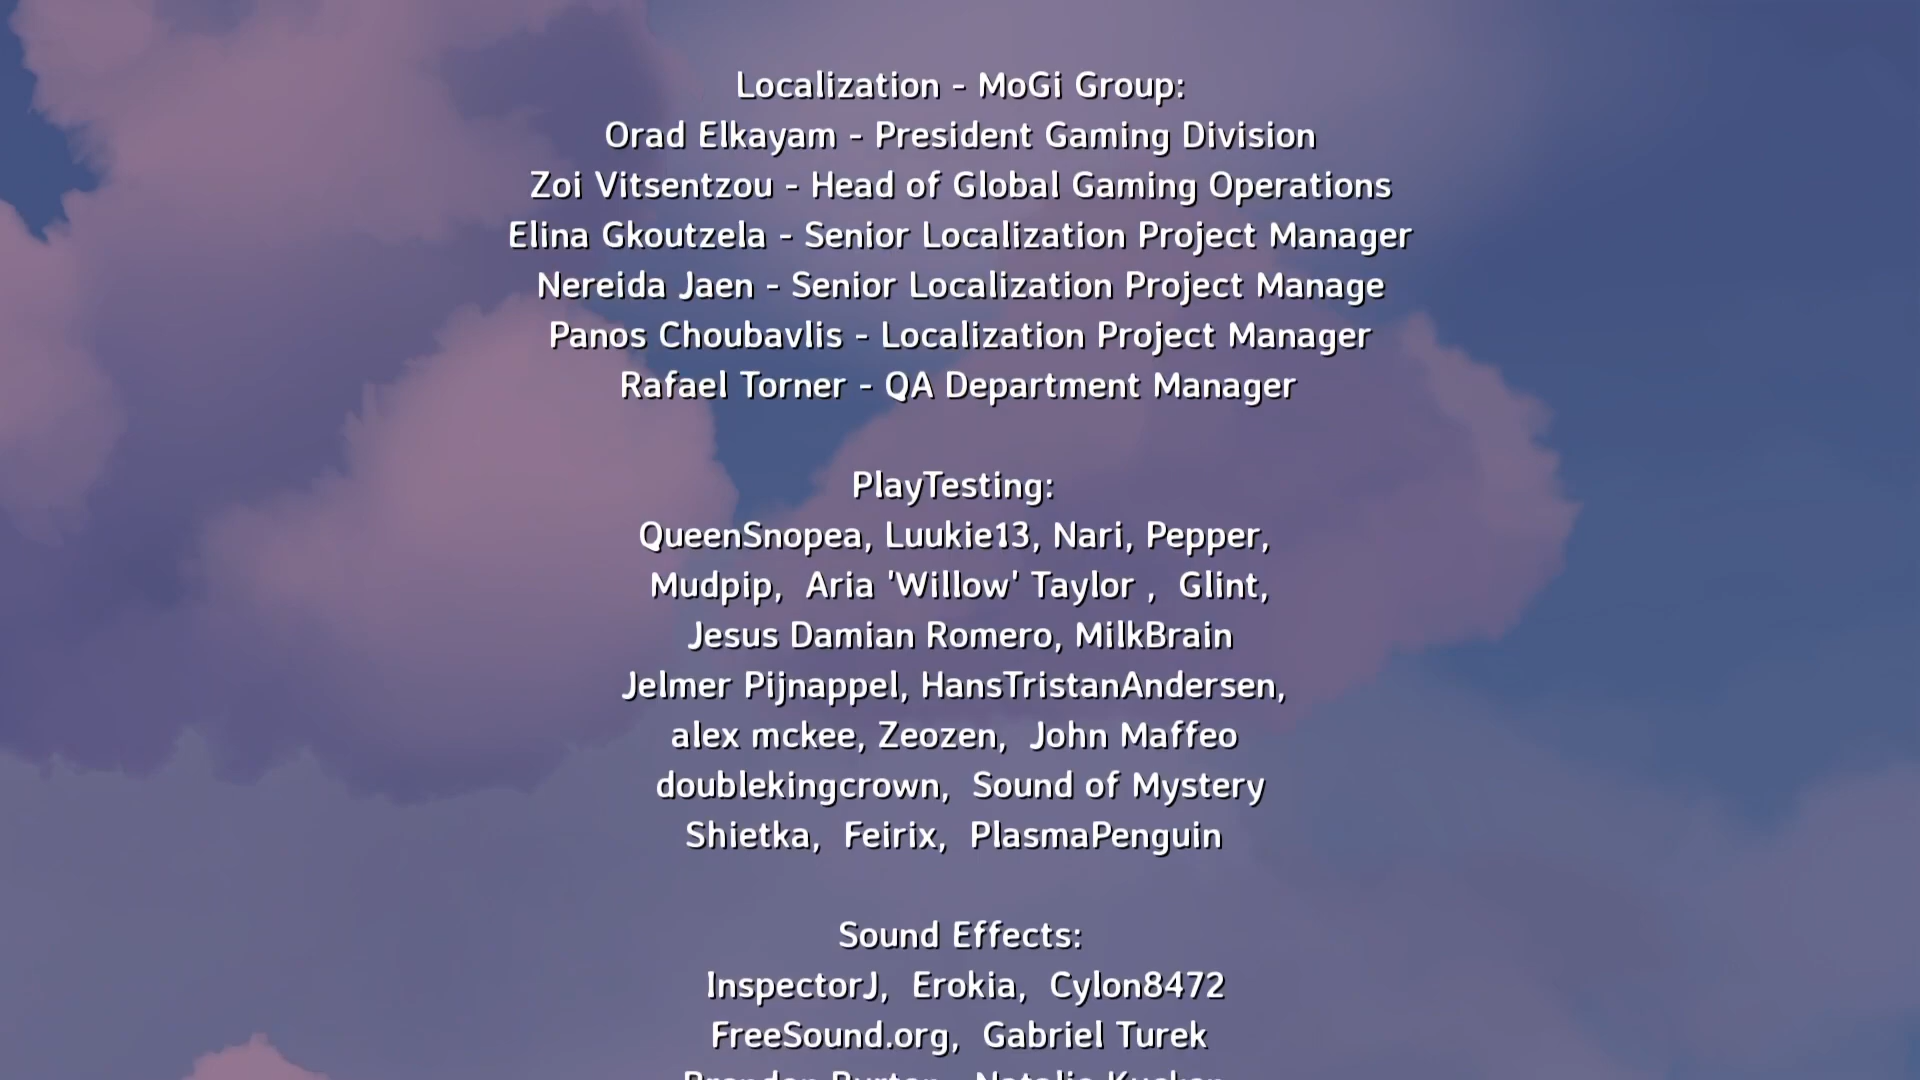 Localization - MoGi Group:
Orad Elkayam - President Gaming Division
Zoi Vitsentzou - Head of Global Gaming Operations
Elina Gkoutzela - Senior Localization Project Manager
Nereida Jaen - Senior Localization Project Manage
Panos Choubavlis - Localization Project Manager
Rafael Torner - QA Department Manager
PlayTesting:
QueenSnopea, Luukie13, Nari, Pepper,
Mudpip,  Aria 'Willow' Taylor ,  Glint,
Jesus Damian Romero, MilkBrain
Jelmer Pijnappel, HansTristanAndersen,
alex mckee, Zeozen,  John Maffeo
doublekingcrown,  Sound of Mystery
Shietka,  Feirix,  PlasmaPenguin
Sound Effects:
InspectorJ,  Erokia,  Cylon8472
FreeSound.org,  Gabriel Turek